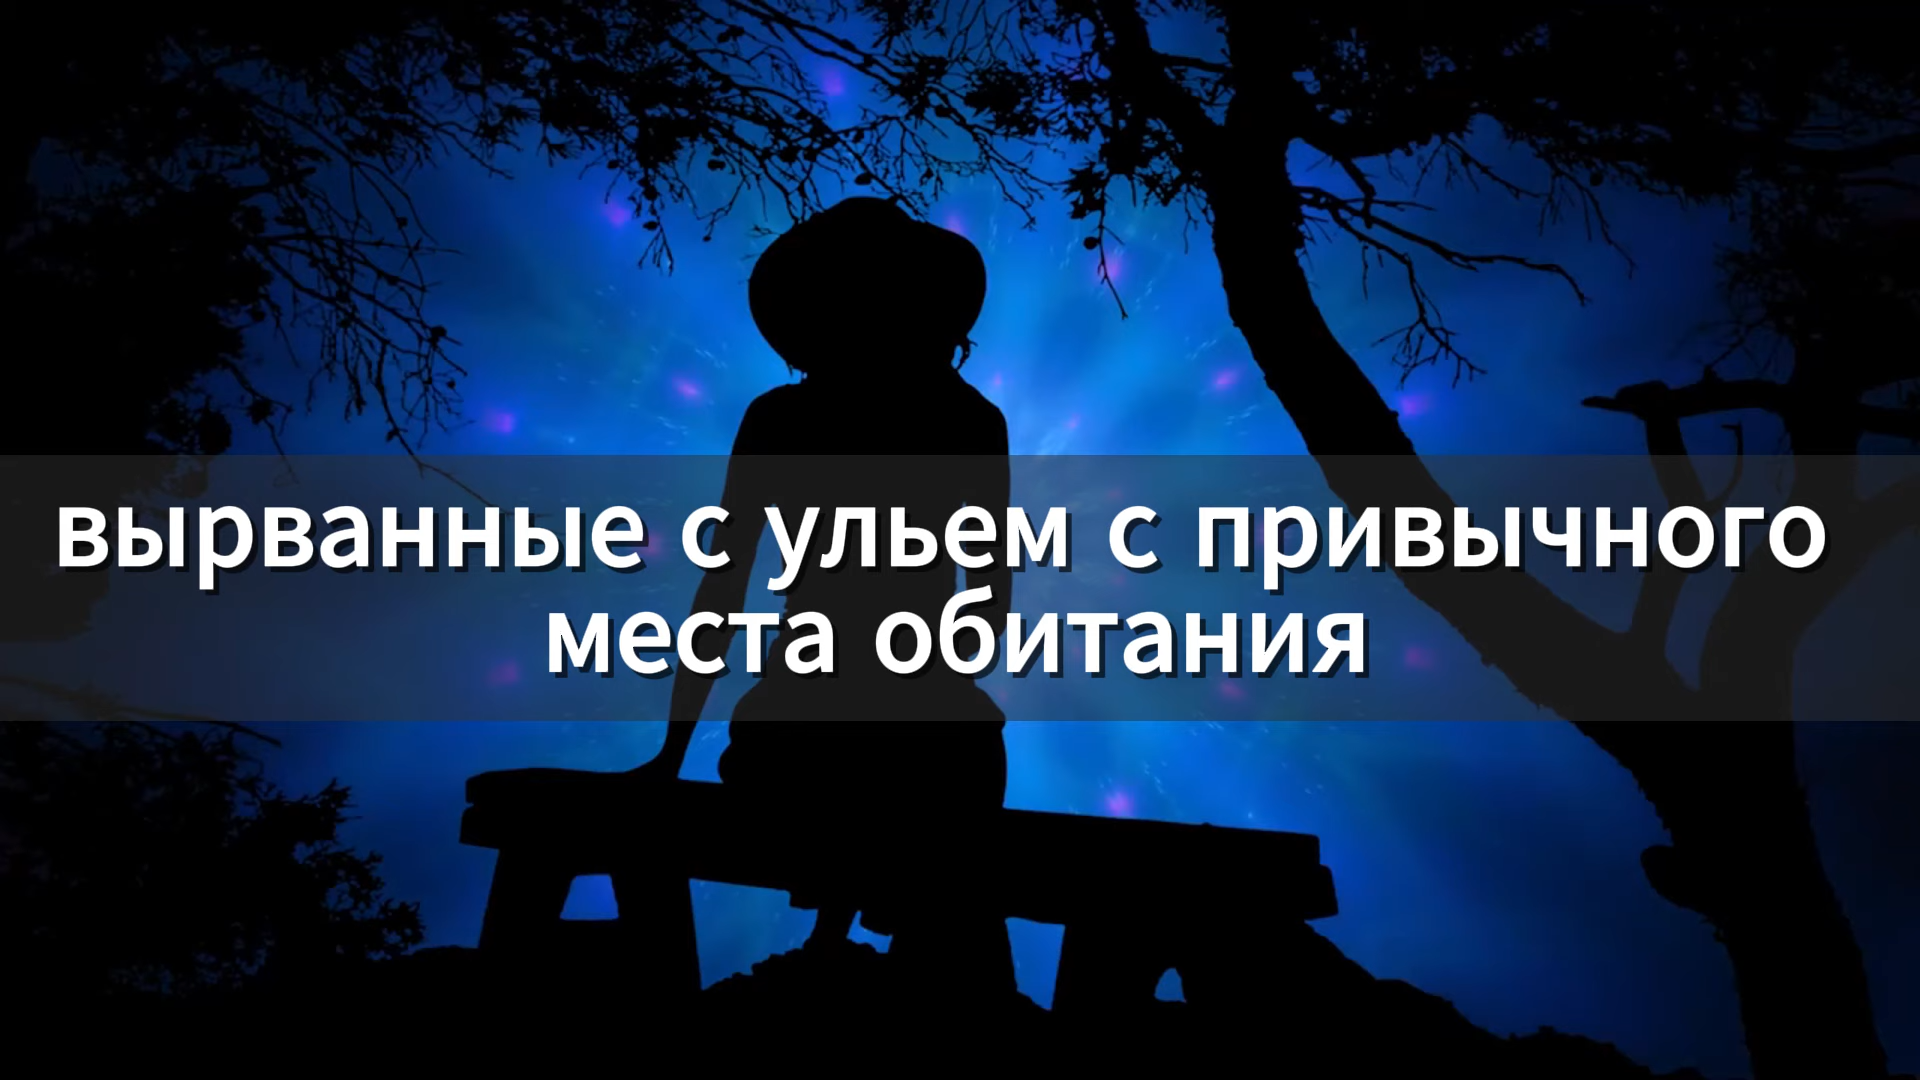 вырванные с ульем с привычного
места обитания